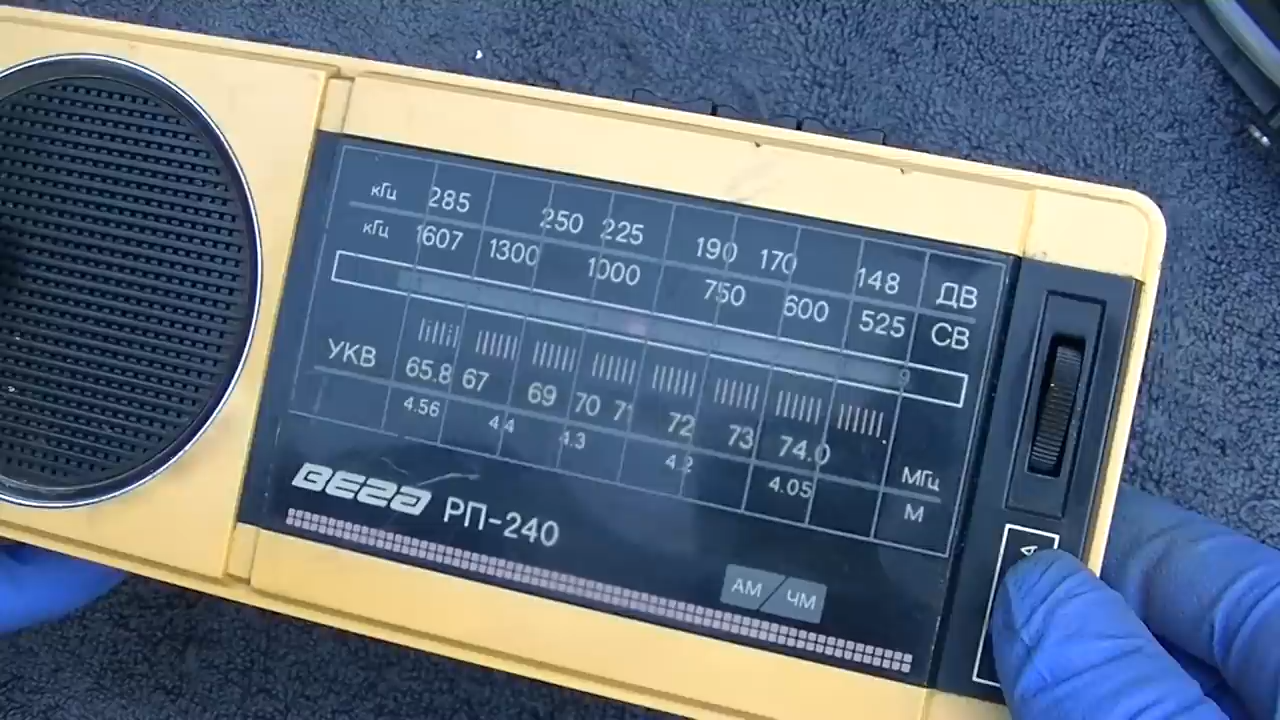 кГц 285 250 225 190 170 148 ДВ
кГц 1607 1300 1000 750 600 525 СВ
УКВ 65.8 67 69 70 71 72 73 74.0 МГц
4.56 4.4 4.3 4.2 4.05 М
ВЕГА РП-240
АМ/ЧМ